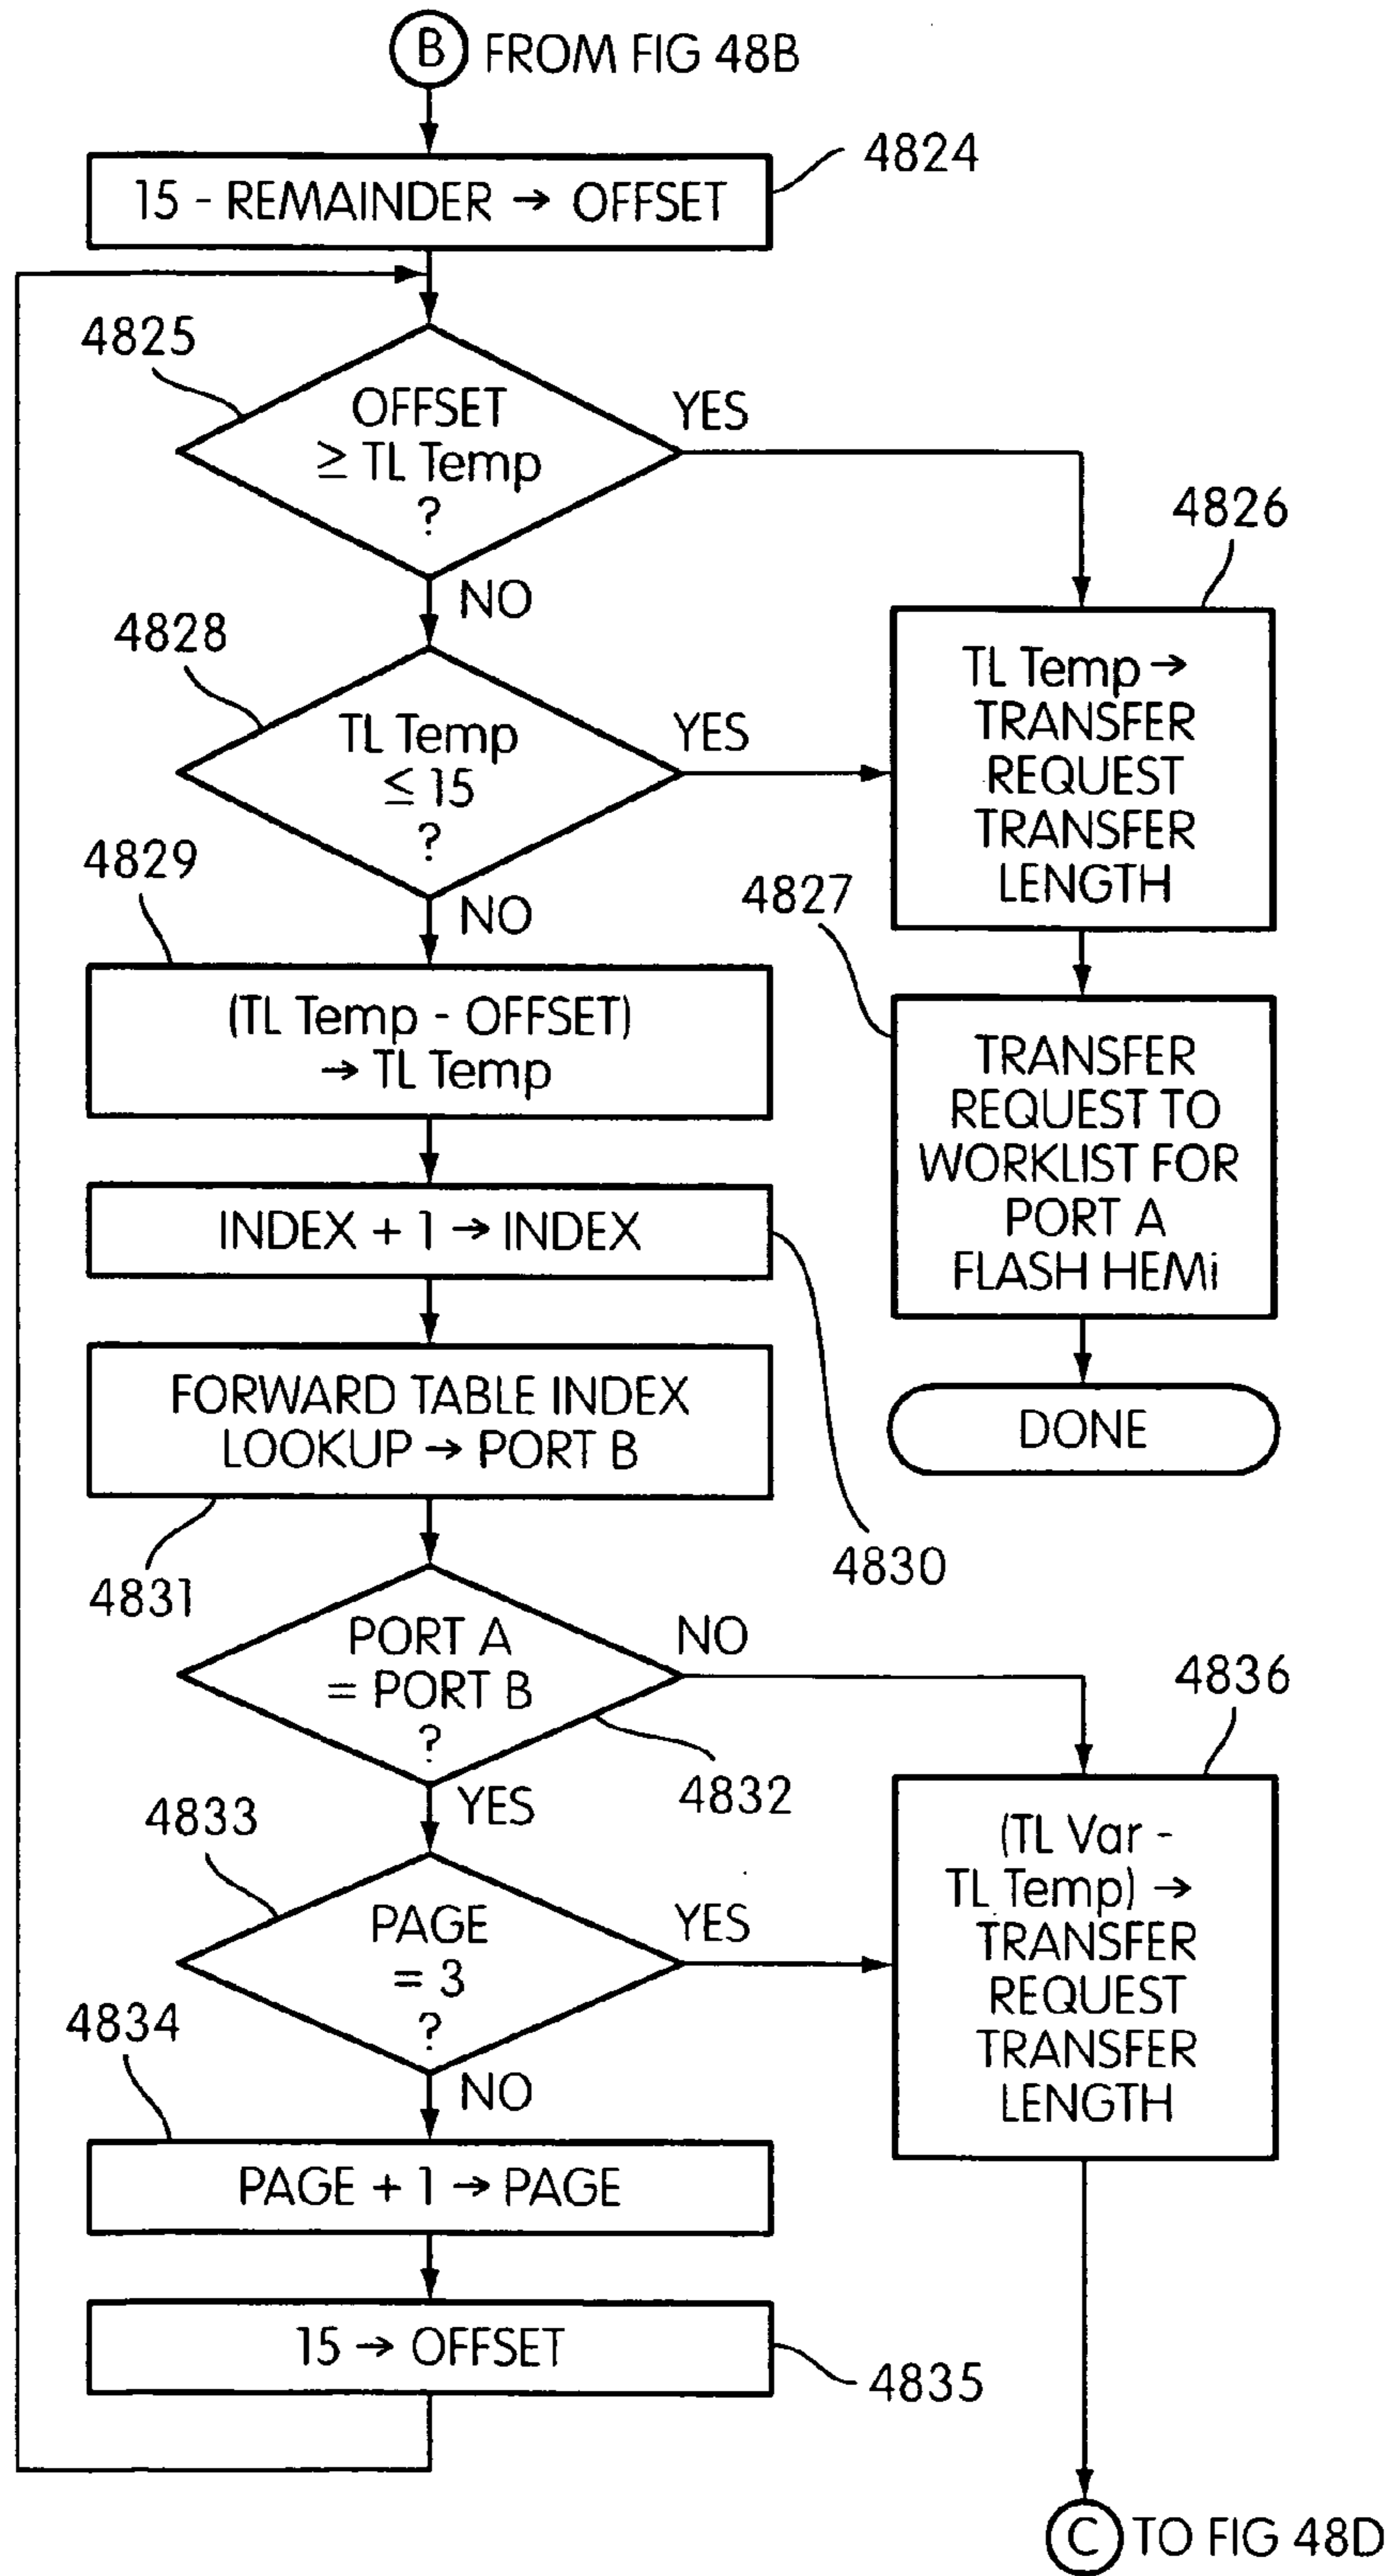 B FROM FIG 48B
4824
15 - REMAINDER → OFFSET
4825
OFFSET
≥ TL Temp
?
YES
NO
4826
TL Temp →
TRANSFER
REQUEST
TRANSFER
LENGTH
4828
TL Temp
≤ 15
?
YES
NO
4827
TRANSFER
REQUEST TO
WORKLIST FOR
PORT A
FLASH HEMi
DONE
4829
(TL Temp - OFFSET)
→ TL Temp
INDEX + 1 → INDEX
4830
FORWARD TABLE INDEX
LOOKUP → PORT B
4831
PORT A
= PORT B
?
NO
YES
4832
4836
(TL Var -
TL Temp) →
TRANSFER
REQUEST
TRANSFER
LENGTH
4833
PAGE
= 3
?
YES
NO
4834
PAGE + 1 → PAGE
15 → OFFSET
4835
C TO FIG 48D